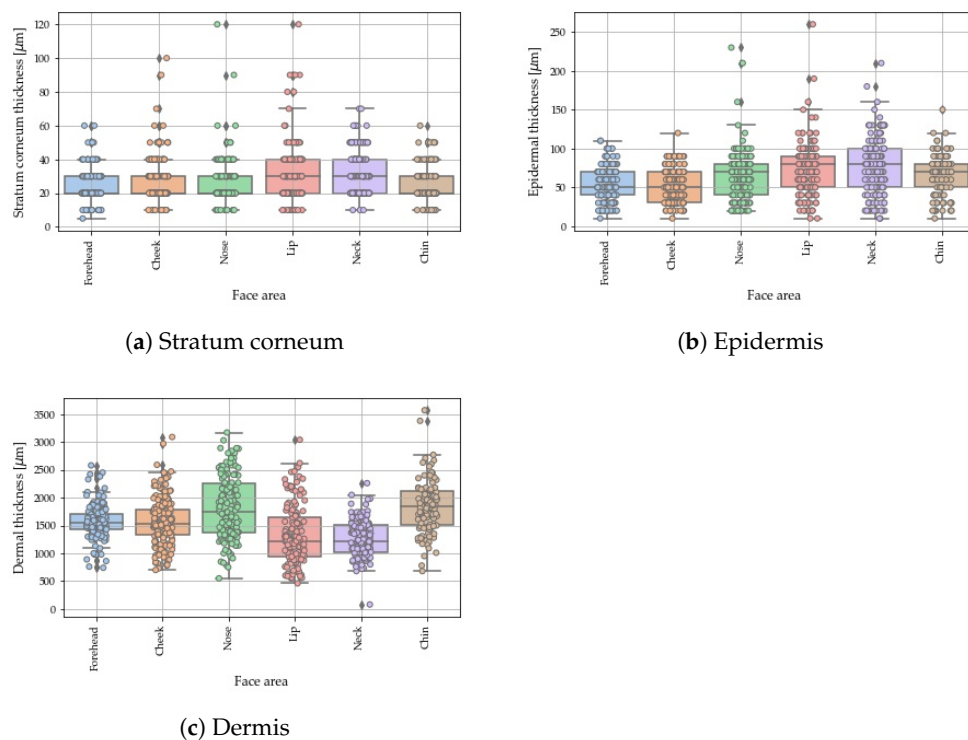 120
100
80
60
40
20
0
Stratum corneum thickness [μm]
Forehead
Cheek
Nose
Lip
Neck
Chin
Face area
(a) Stratum corneum
250
200
150
100
50
0
Epidermal thickness [μm]
Forehead
Cheek
Nose
Lip
Neck
Chin
Face area
(b) Epidermis
3500
3000
2500
2000
1500
1000
500
0
Dermal thickness [μm]
Forehead
Cheek
Nose
Lip
Neck
Chin
Face area
(c) Dermis